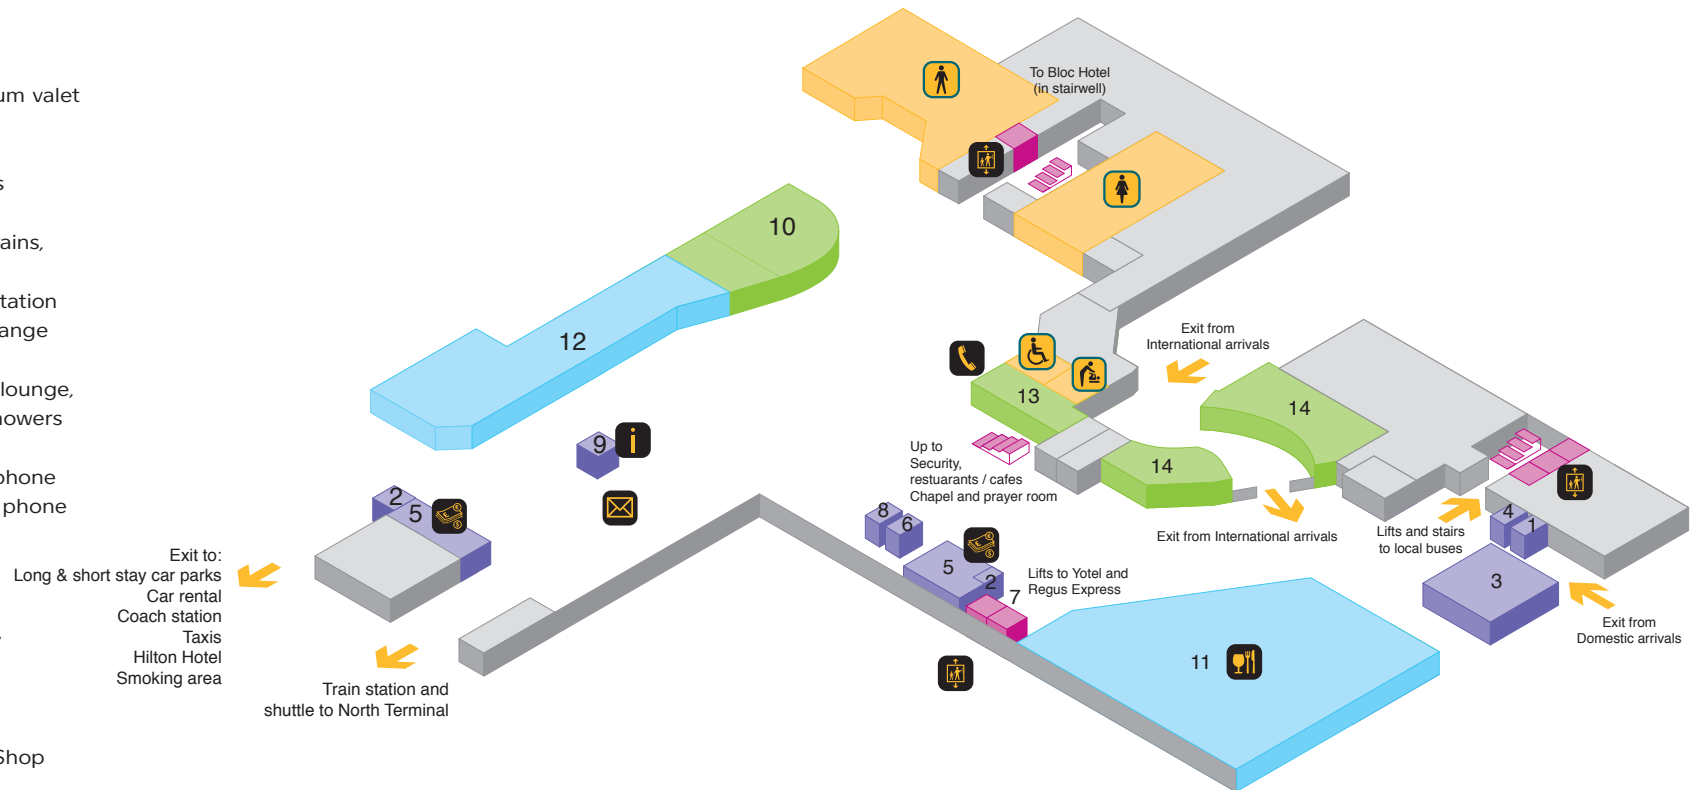 um valet
s
ains,
tation
ange
lounge,
nowers
phone
phone
Shop
To Bloc Hotel
(in stairwell)
10
12
Exit from
International arrivals
13
14
14
9
i
Up to
Security,
restuarants / cafes
Chapel and prayer room
2
5
8
6
5
2
7
Lifts to Yotel and
Regus Express
Exit from International arrivals
Lifts and stairs
to local buses
4
1
3
Exit from
Domestic arrivals
11
Exit to:
Long & short stay car parks
Car rental
Coach station
Taxis
Hilton Hotel
Smoking area
Train station and
shuttle to North Terminal